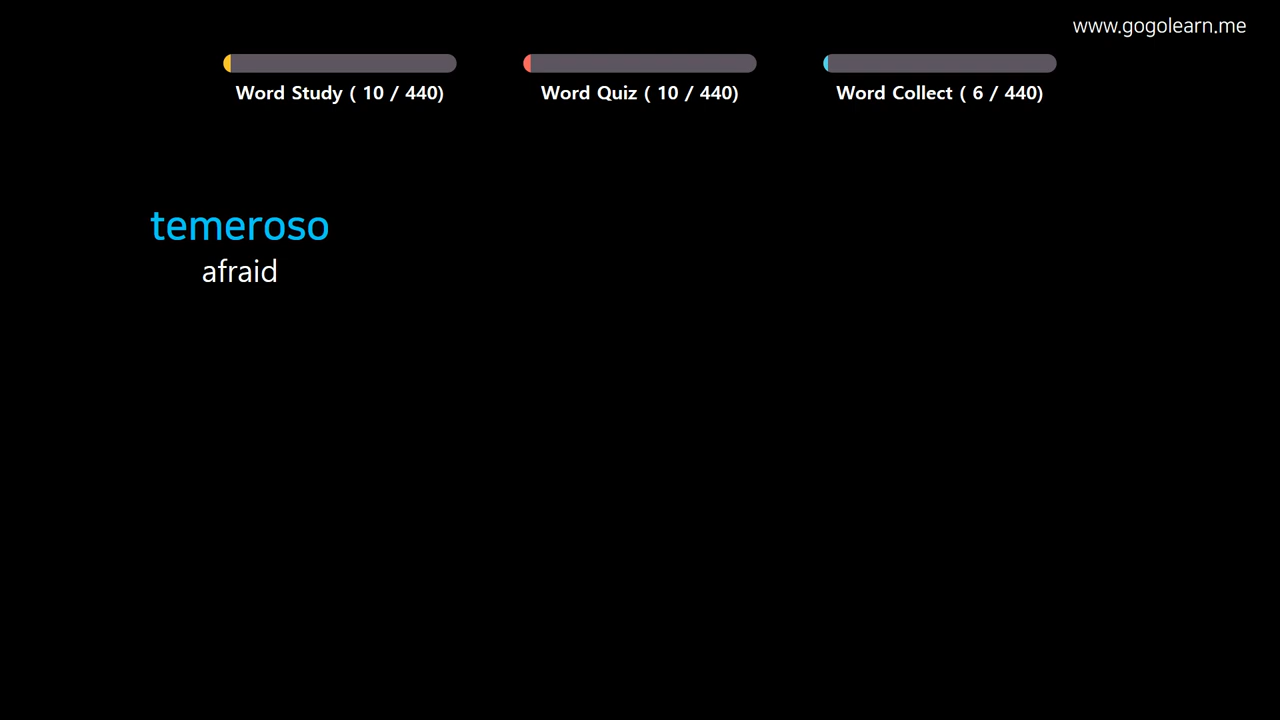 www.gogolearn.me
Word Study ( 10 / 440)
Word Quiz ( 10 / 440)
Word Collect ( 6 / 440)
temeroso
afraid